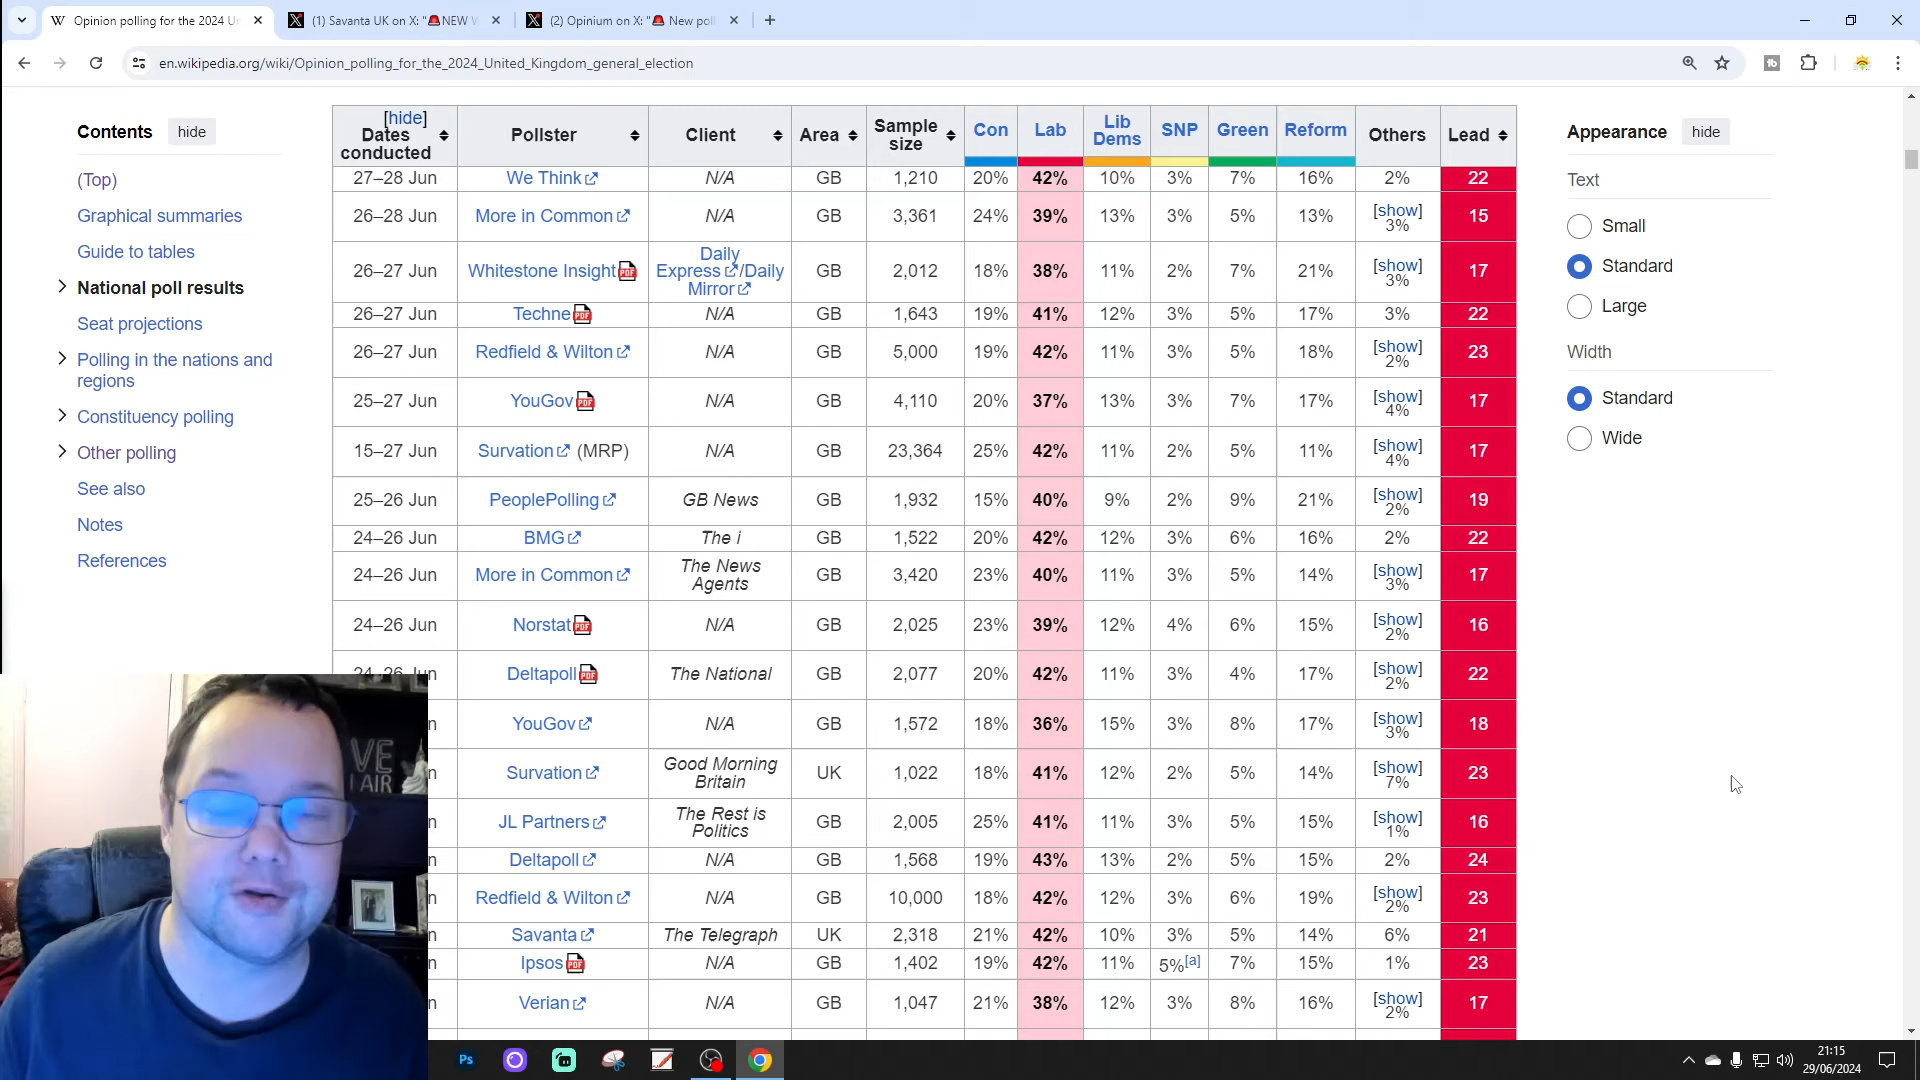 Opinion polling for the 2024 U
(1) Savanta UK on X: "🚨NEW W
(2) Opinium on X: "🚨 New poll
en.wikipedia.org/wiki/Opinion_polling_for_the_2024_United_Kingdom_general_election
Contents hide
(Top)
Graphical summaries
Guide to tables
National poll results
Seat projections
Polling in the nations and
regions
Constituency polling
Other polling
See also
Notes
References
[hide]
Dates
conducted
Pollster
Client
Area
Sample
size
Con
Lab
Lib
Dems
SNP
Green
Reform
Others
Lead
27–28 Jun We Think N/A GB 1,210 20% 42% 10% 3% 7% 16% 2% 22
26–28 Jun More in Common N/A GB 3,361 24% 39% 13% 3% 5% 13% [show] 3% 15
26–27 Jun Whitestone Insight Daily Express/Daily Mirror GB 2,012 18% 38% 11% 2% 7% 21% [show] 3% 17
26–27 Jun Techne N/A GB 1,643 19% 41% 12% 3% 5% 17% 3% 22
26–27 Jun Redfield & Wilton N/A GB 5,000 19% 42% 11% 3% 5% 18% [show] 2% 23
25–27 Jun YouGov N/A GB 4,110 20% 37% 13% 3% 7% 17% [show] 4% 17
15–27 Jun Survation (MRP) N/A GB 23,364 25% 42% 11% 2% 5% 11% [show] 4% 17
25–26 Jun PeoplePolling GB News GB 1,932 15% 40% 9% 2% 9% 21% [show] 2% 19
24–26 Jun BMG The i GB 1,522 20% 42% 12% 3% 6% 16% 2% 22
24–26 Jun More in Common The News Agents GB 3,420 23% 40% 11% 3% 5% 14% [show] 3% 17
24–26 Jun Norstat N/A GB 2,025 23% 39% 12% 4% 6% 15% [show] 2% 16
24–26 Jun Deltapoll The National GB 2,077 20% 42% 11% 3% 4% 17% [show] 2% 22
n YouGov N/A GB 1,572 18% 36% 15% 3% 8% 17% [show] 3% 18
n Survation Good Morning Britain UK 1,022 18% 41% 12% 2% 5% 14% [show] 7% 23
n JL Partners The Rest is Politics GB 2,005 25% 41% 11% 3% 5% 15% [show] 1% 16
n Deltapoll N/A GB 1,568 19% 43% 13% 2% 5% 15% 2% 24
n Redfield & Wilton N/A GB 10,000 18% 42% 12% 3% 6% 19% [show] 2% 23
n Savanta The Telegraph UK 2,318 21% 42% 10% 3% 5% 14% 6% 21
n Ipsos N/A GB 1,402 19% 42% 11% 5%[a] 7% 15% 1% 23
n Verian N/A GB 1,047 21% 38% 12% 3% 8% 16% [show] 2% 17
Appearance hide
Text
Small
Standard
Large
Width
Standard
Wide
Ps
21:15
29/06/2024